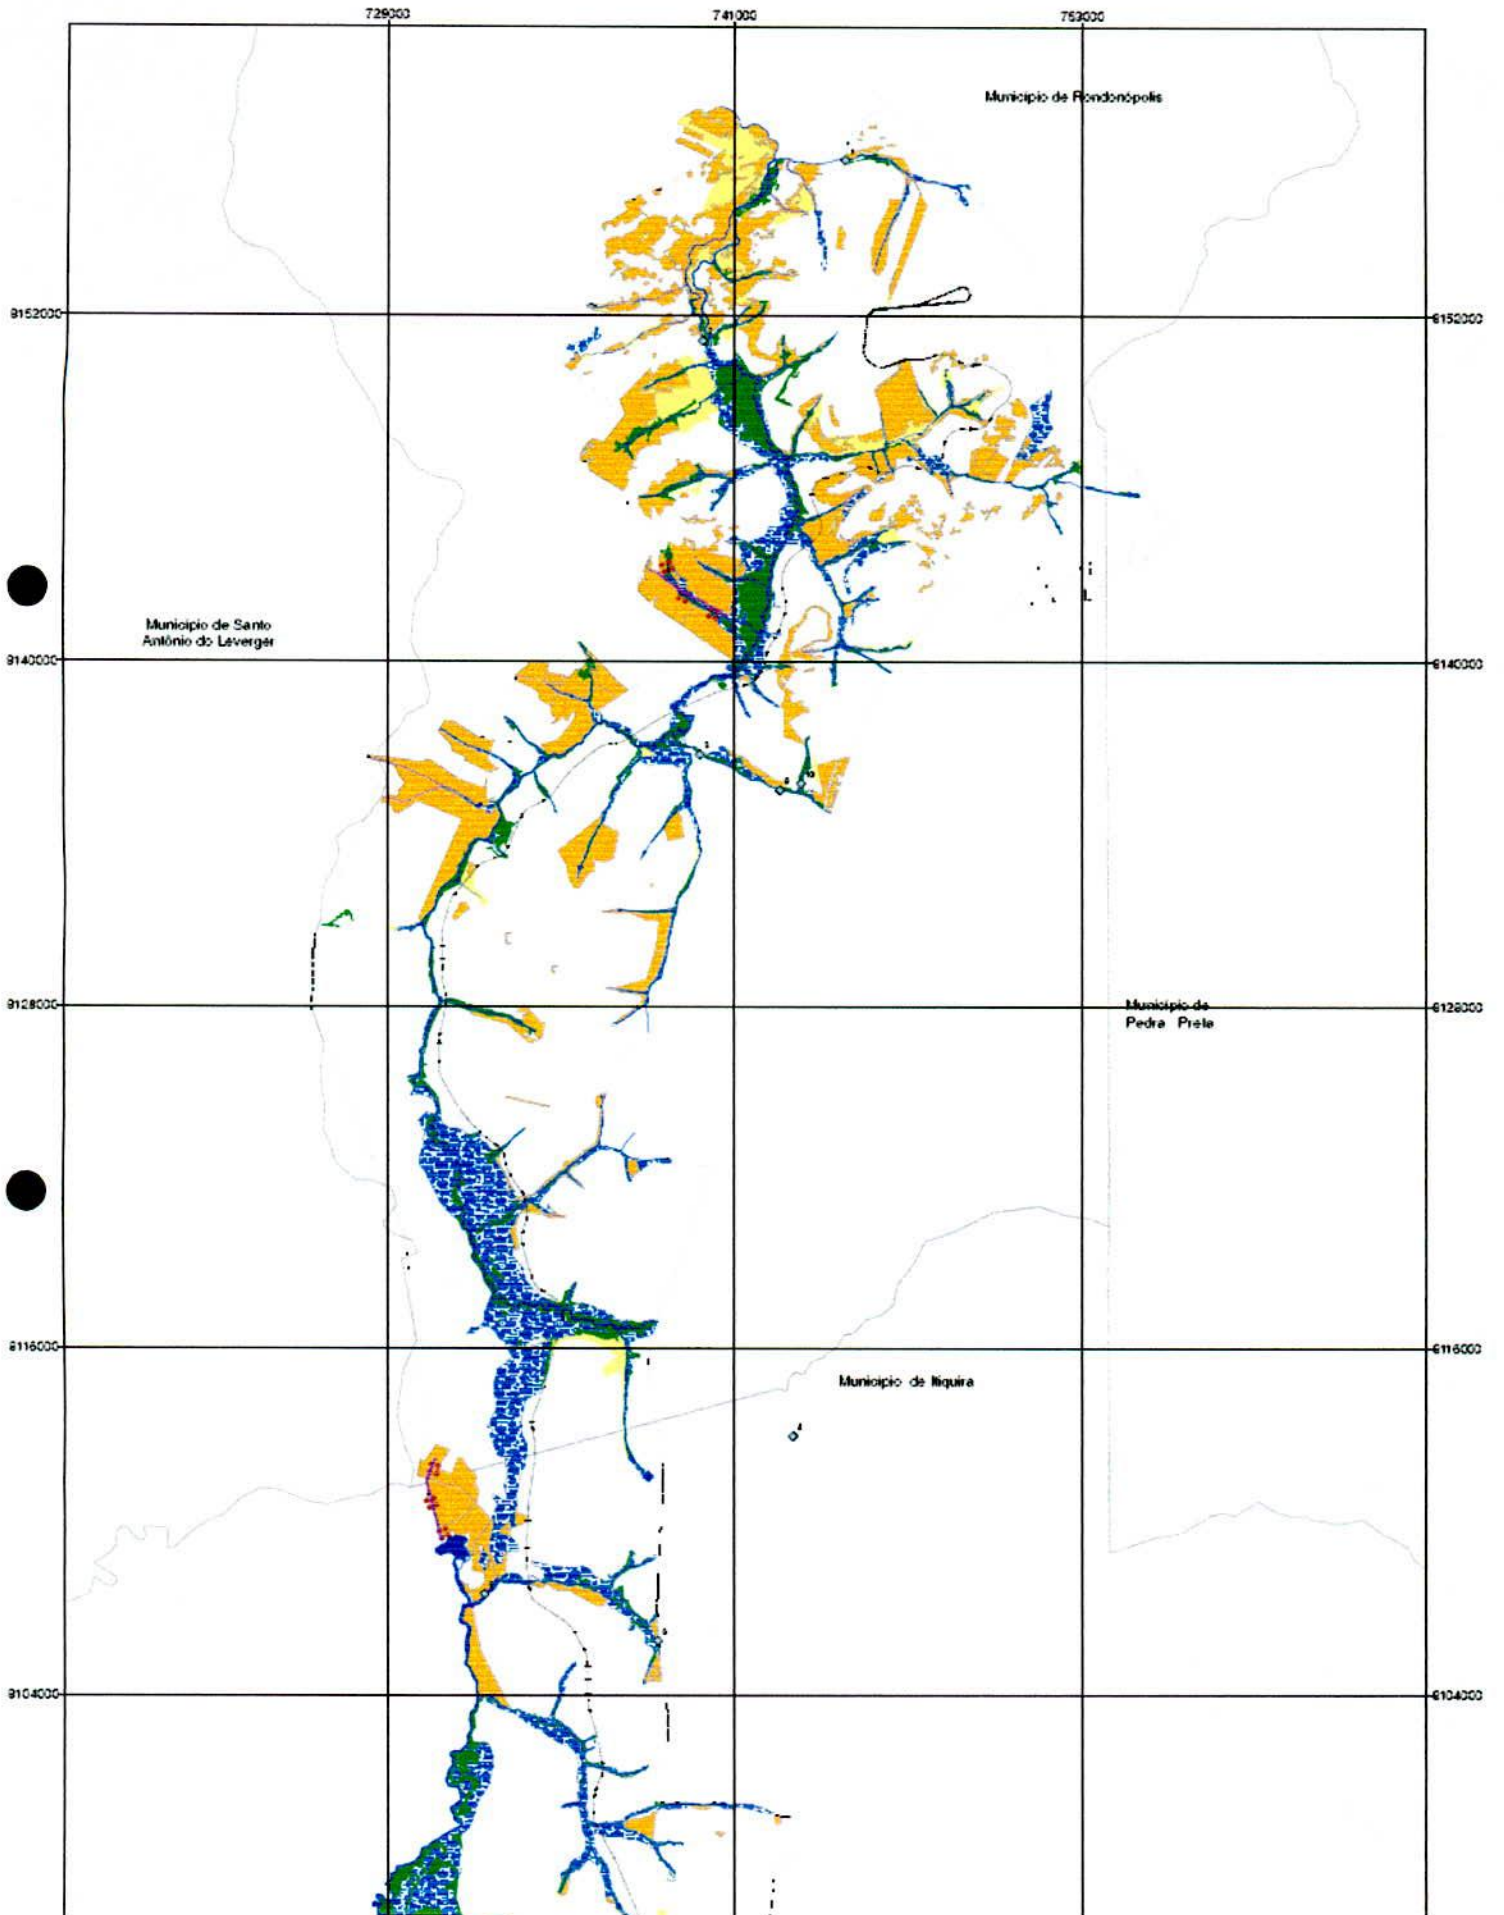 729000
741000
753000
Município de Rondonópolis
8152000
8152000
Município de Santo
Antônio do Leverger
8140000
8140000
8128000
8128000
Município de
Pedra Preta
8116000
8116000
Município de Itiquira
8104000
8104000